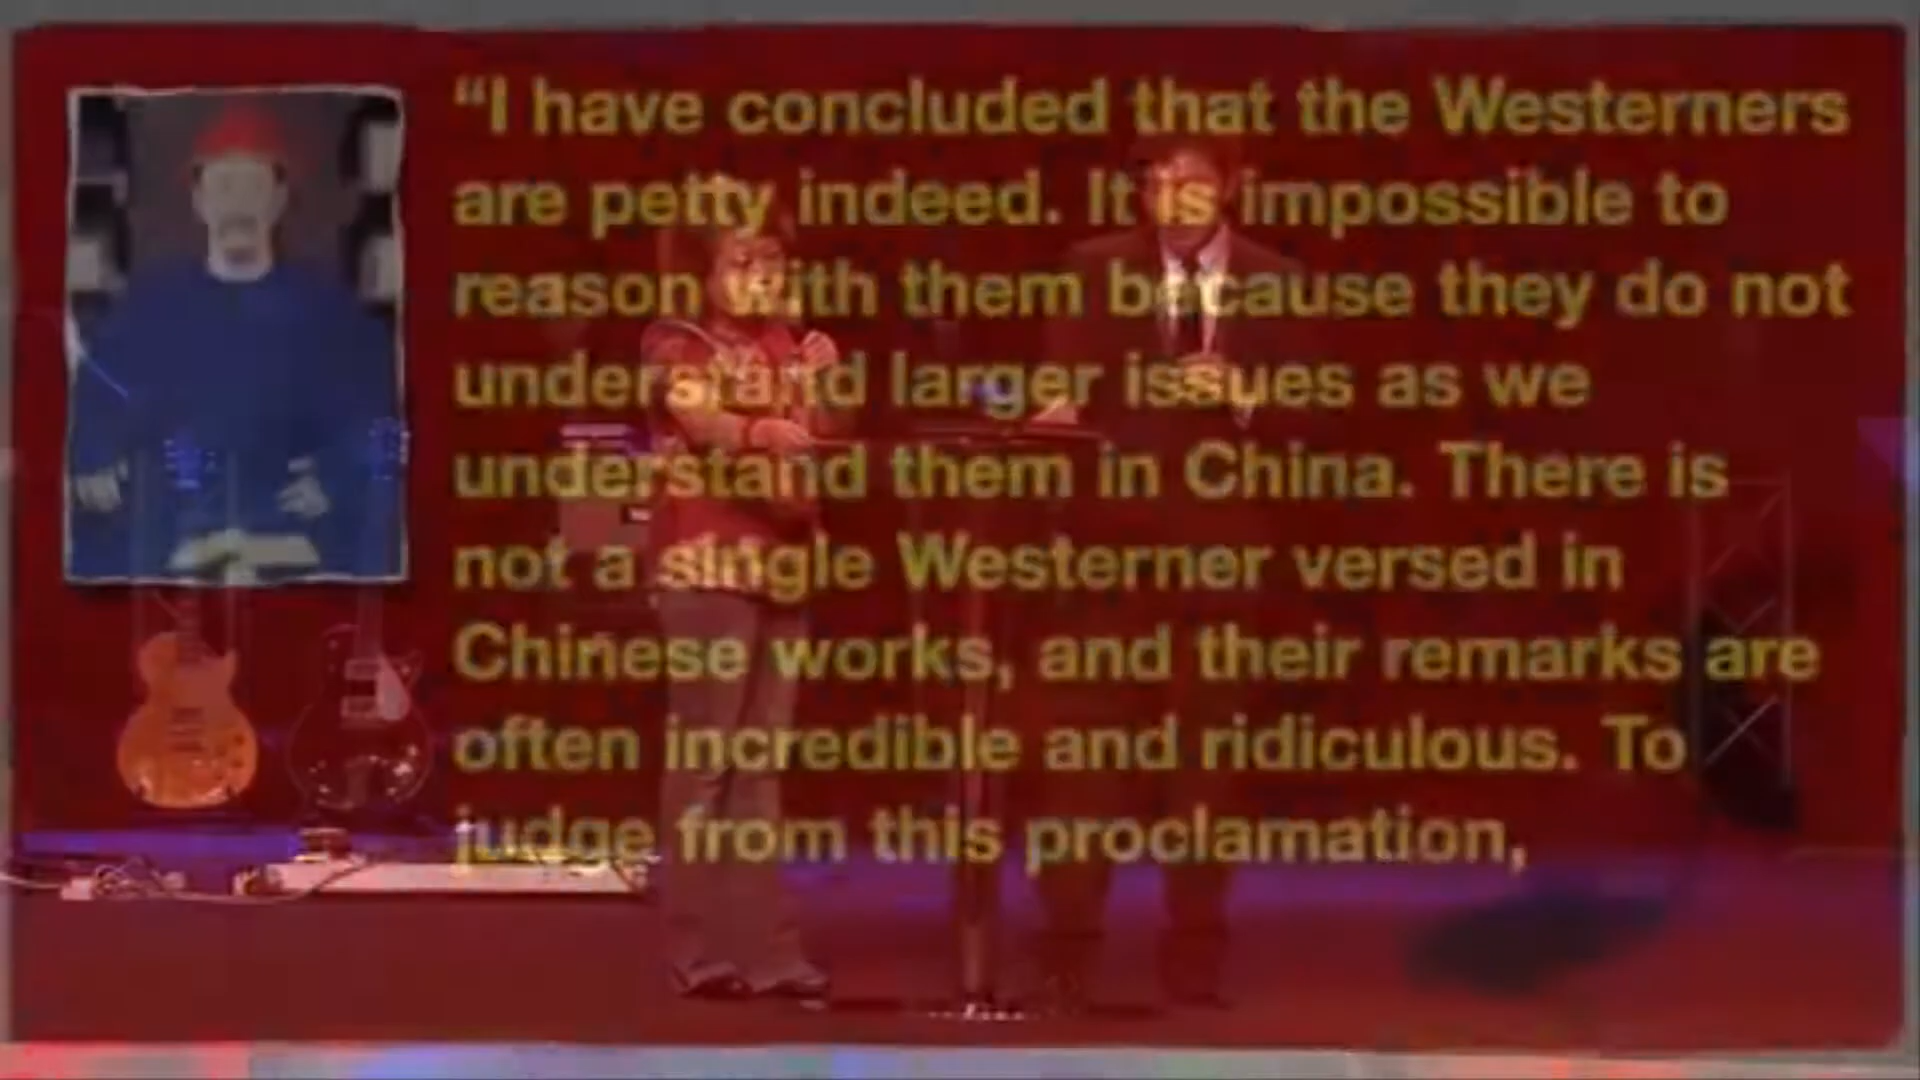 “I have concluded that the Westerners
are petty indeed. It is impossible to
reason with them because they do not
understand larger issues as we
understand them in China. There is
not a single Westerner versed in
Chinese works, and their remarks are
often incredible and ridiculous. To
judge from this proclamation,